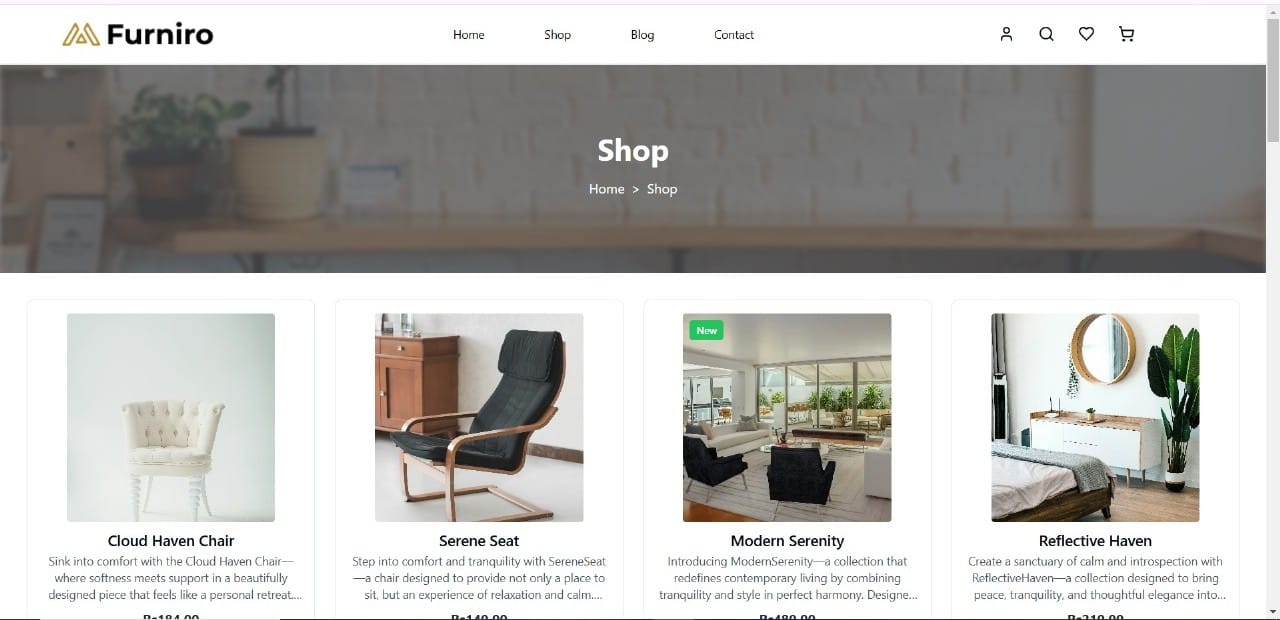 Furniro
Home
Shop
Blog
Contact
Shop
Home > Shop
New
Cloud Haven Chair
Sink into comfort with the Cloud Haven Chair—
where softness meets support in a beautifully
designed piece that feels like a personal retreat....
Serene Seat
Step into comfort and tranquility with SereneSeat
—a chair designed to provide not only a place to
sit, but an experience of relaxation and calm....
Modern Serenity
Introducing ModernSerenity—a collection that
redefines contemporary living by combining
tranquility and style in perfect harmony. Designe...
Reflective Haven
Create a sanctuary of calm and introspection with
ReflectiveHaven—a collection designed to bring
peace, tranquility, and thoughtful elegance into...